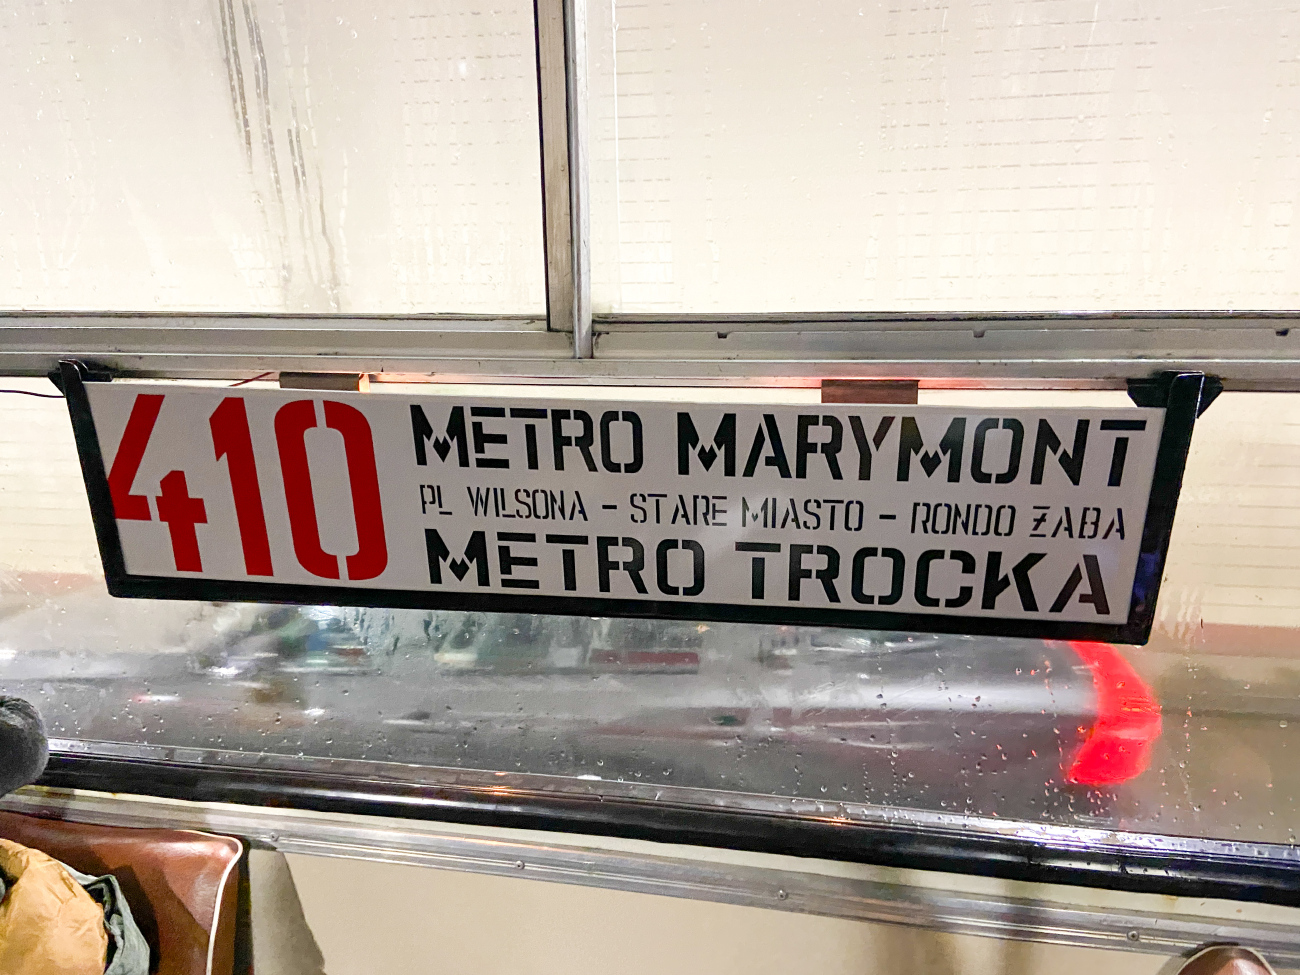 410
METRO MARYMONT
PL WILSONA - STARE MIASTO - RONDO ŻABA
METRO TROCKA